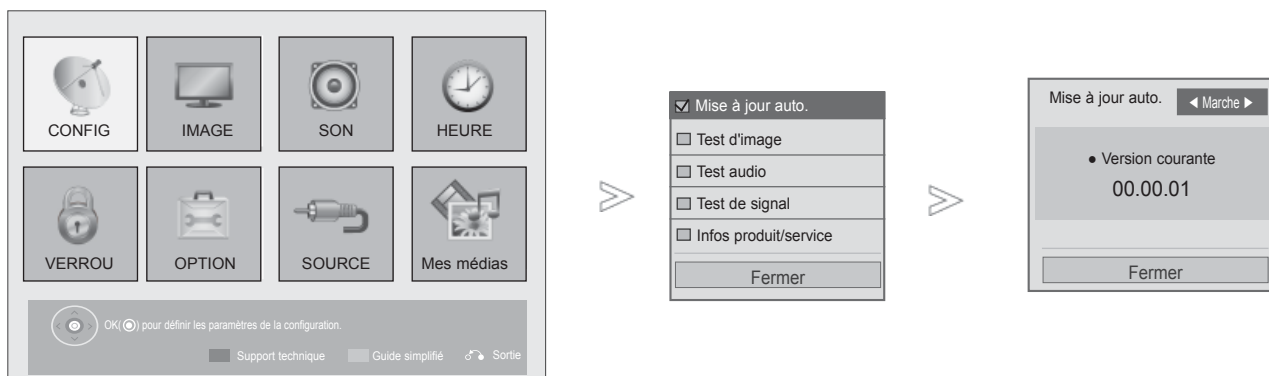 CONFIG IMAGE SON HEURE
VERROU OPTION SOURCE Mes médias
OK( ) pour définir les paramètres de la configuration.
Support technique Guide simplifié Sortie
Mise à jour auto.
Test d'image
Test audio
Test de signal
Infos produit/service
Fermer
Mise à jour auto. ◀ Marche ▶
• Version courante
00.00.01
Fermer